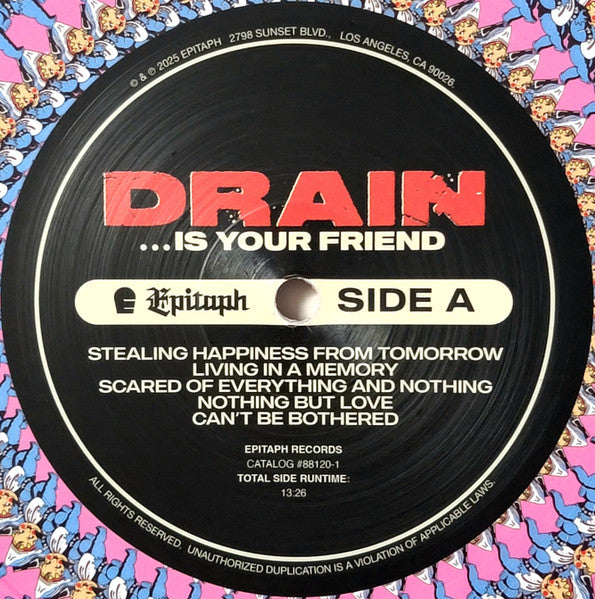 © & ℗ 2025 EPITAPH   2798 SUNSET BLVD.,   LOS ANGELES, CA 90026.
DRAIN
...IS YOUR FRIEND
Epitaph SIDE A
STEALING HAPPINESS FROM TOMORROW
LIVING IN A MEMORY
SCARED OF EVERYTHING AND NOTHING
NOTHING BUT LOVE
CAN'T BE BOTHERED
EPITAPH RECORDS
CATALOG #88120-1
TOTAL SIDE RUNTIME:
13:26
ALL RIGHTS RESERVED. UNAUTHORIZED DUPLICATION IS A VIOLATION OF APPLICABLE LAWS.